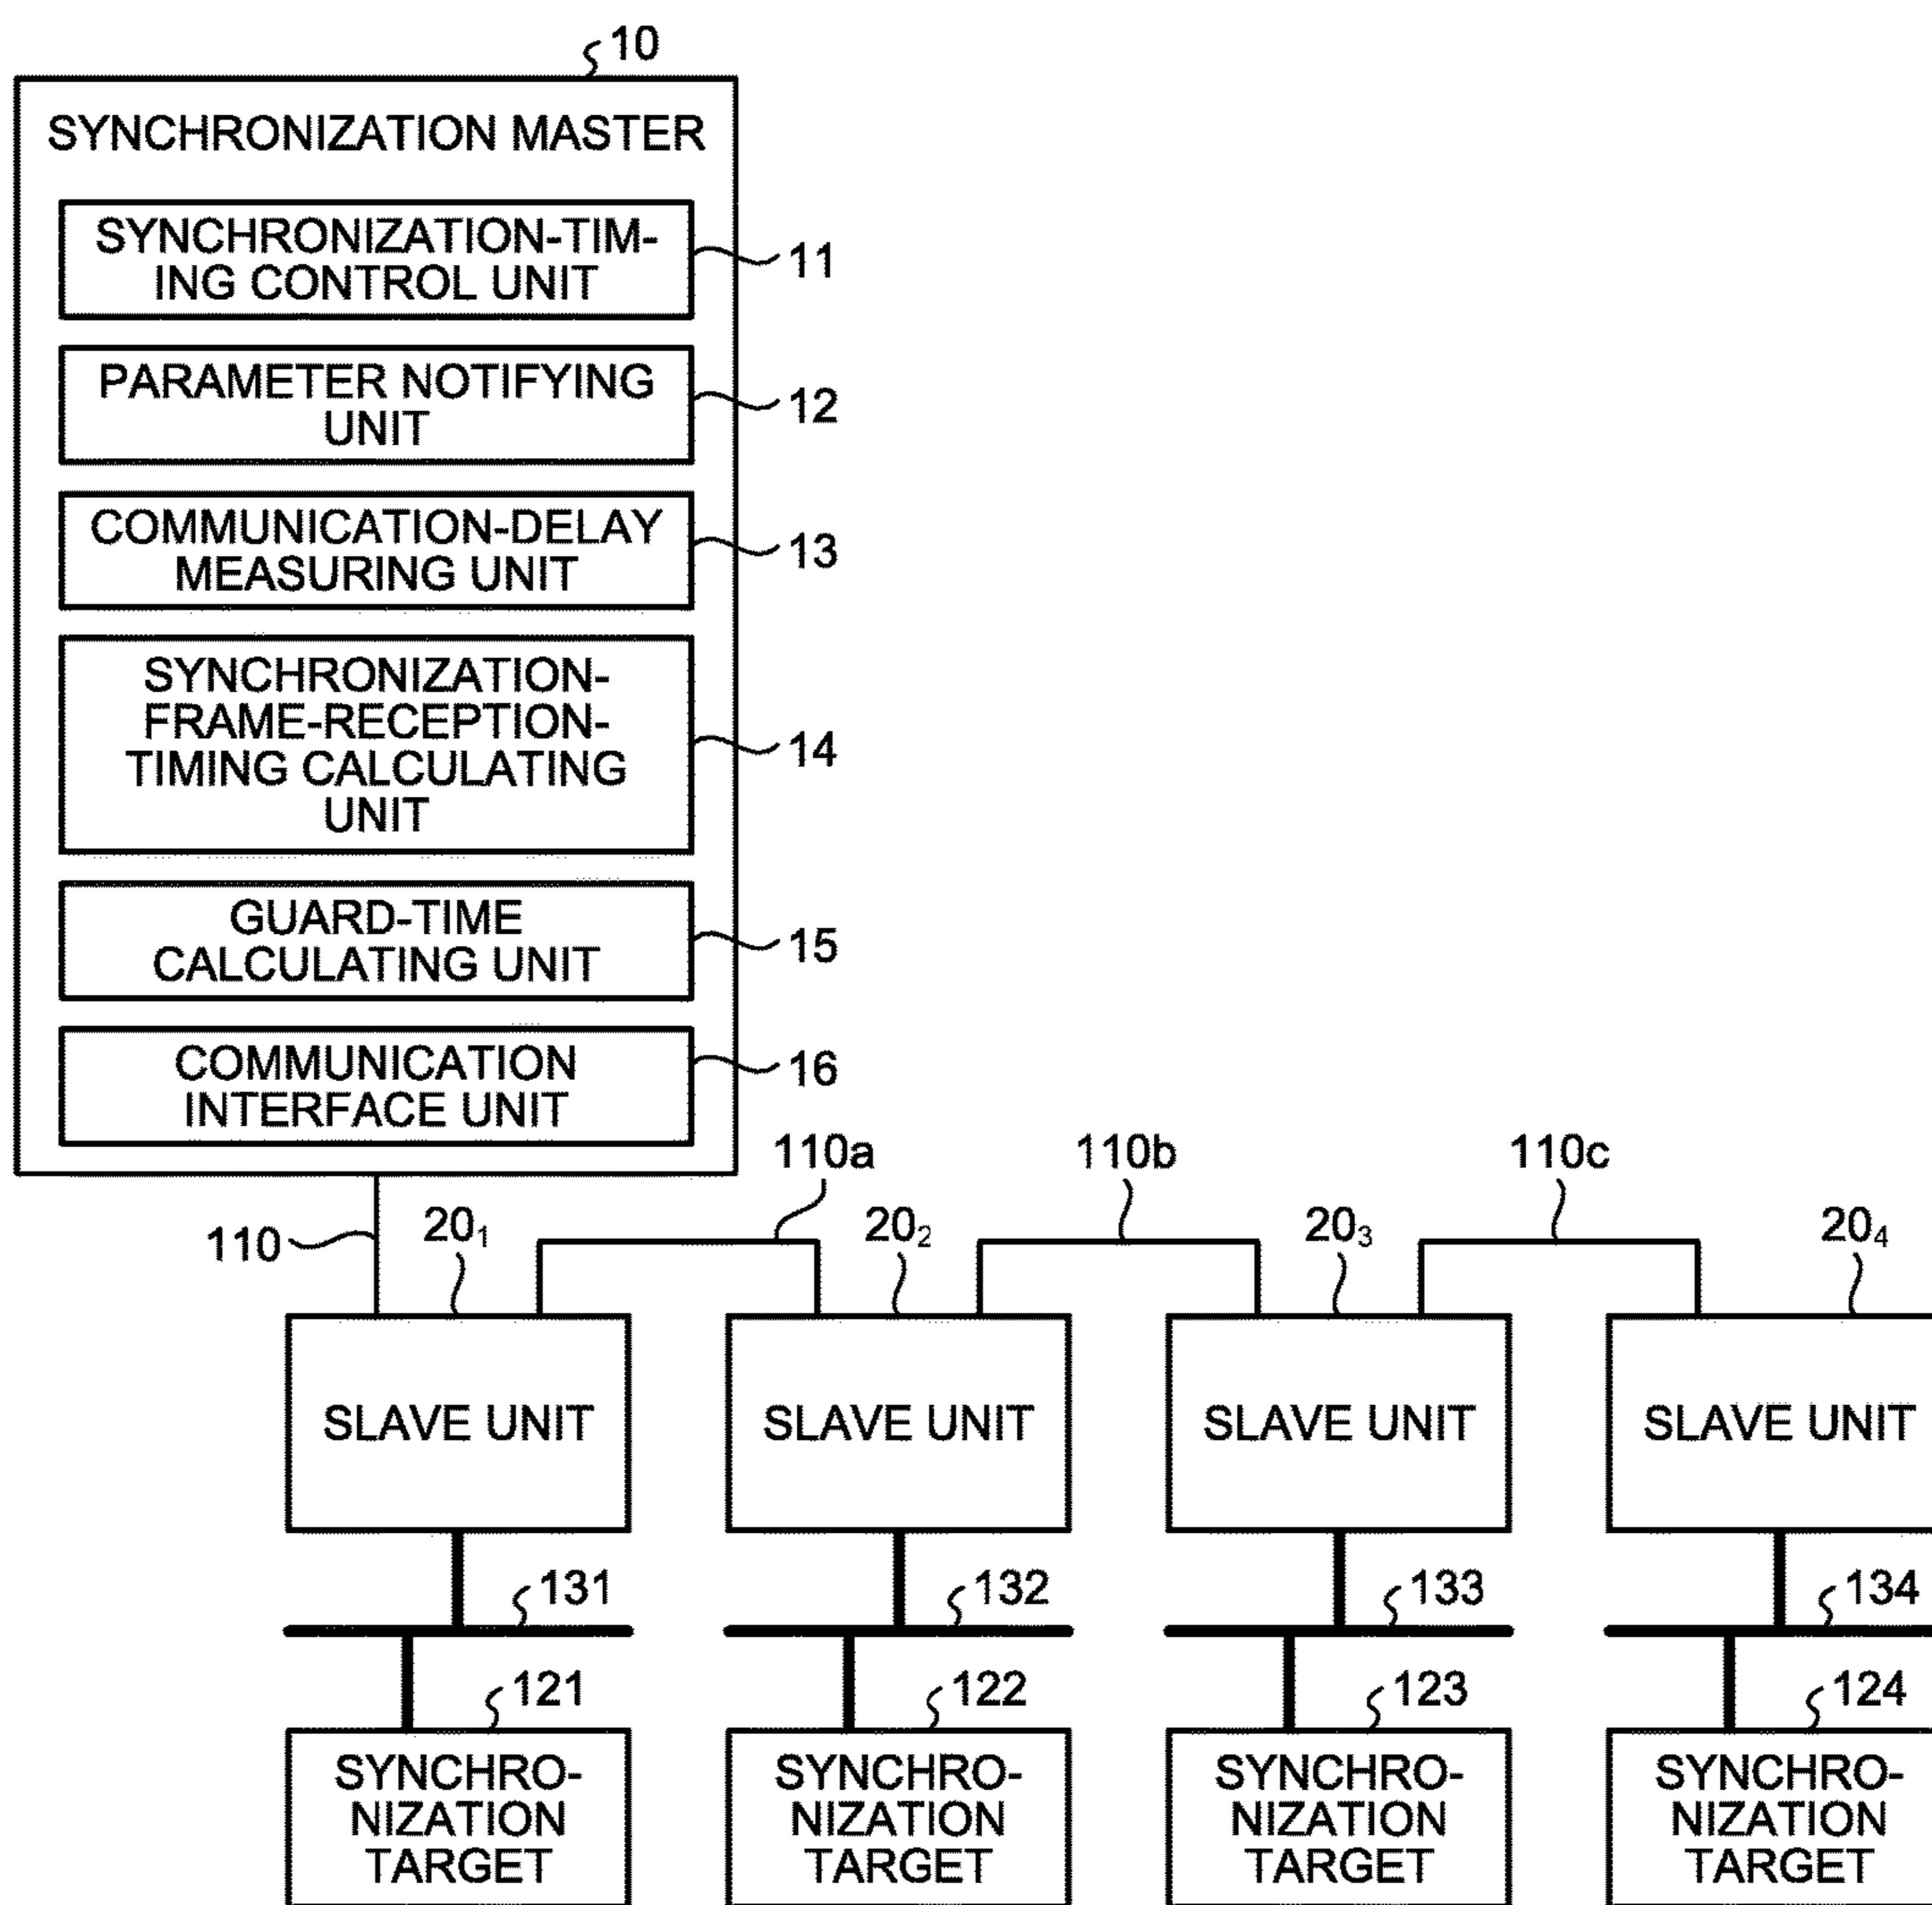 10
SYNCHRONIZATION MASTER
SYNCHRONIZATION-TIM-
ING CONTROL UNIT
11
PARAMETER NOTIFYING
UNIT
12
COMMUNICATION-DELAY
MEASURING UNIT
13
SYNCHRONIZATION-
FRAME-RECEPTION-
TIMING CALCULATING
UNIT
14
GUARD-TIME
CALCULATING UNIT
15
COMMUNICATION
INTERFACE UNIT
16
110a
110b
110c
110
20₁
20₂
20₃
20₄
SLAVE UNIT
SLAVE UNIT
SLAVE UNIT
SLAVE UNIT
131
132
133
134
121
122
123
124
SYNCHRO-
NIZATION
TARGET
SYNCHRO-
NIZATION
TARGET
SYNCHRO-
NIZATION
TARGET
SYNCHRO-
NIZATION
TARGET